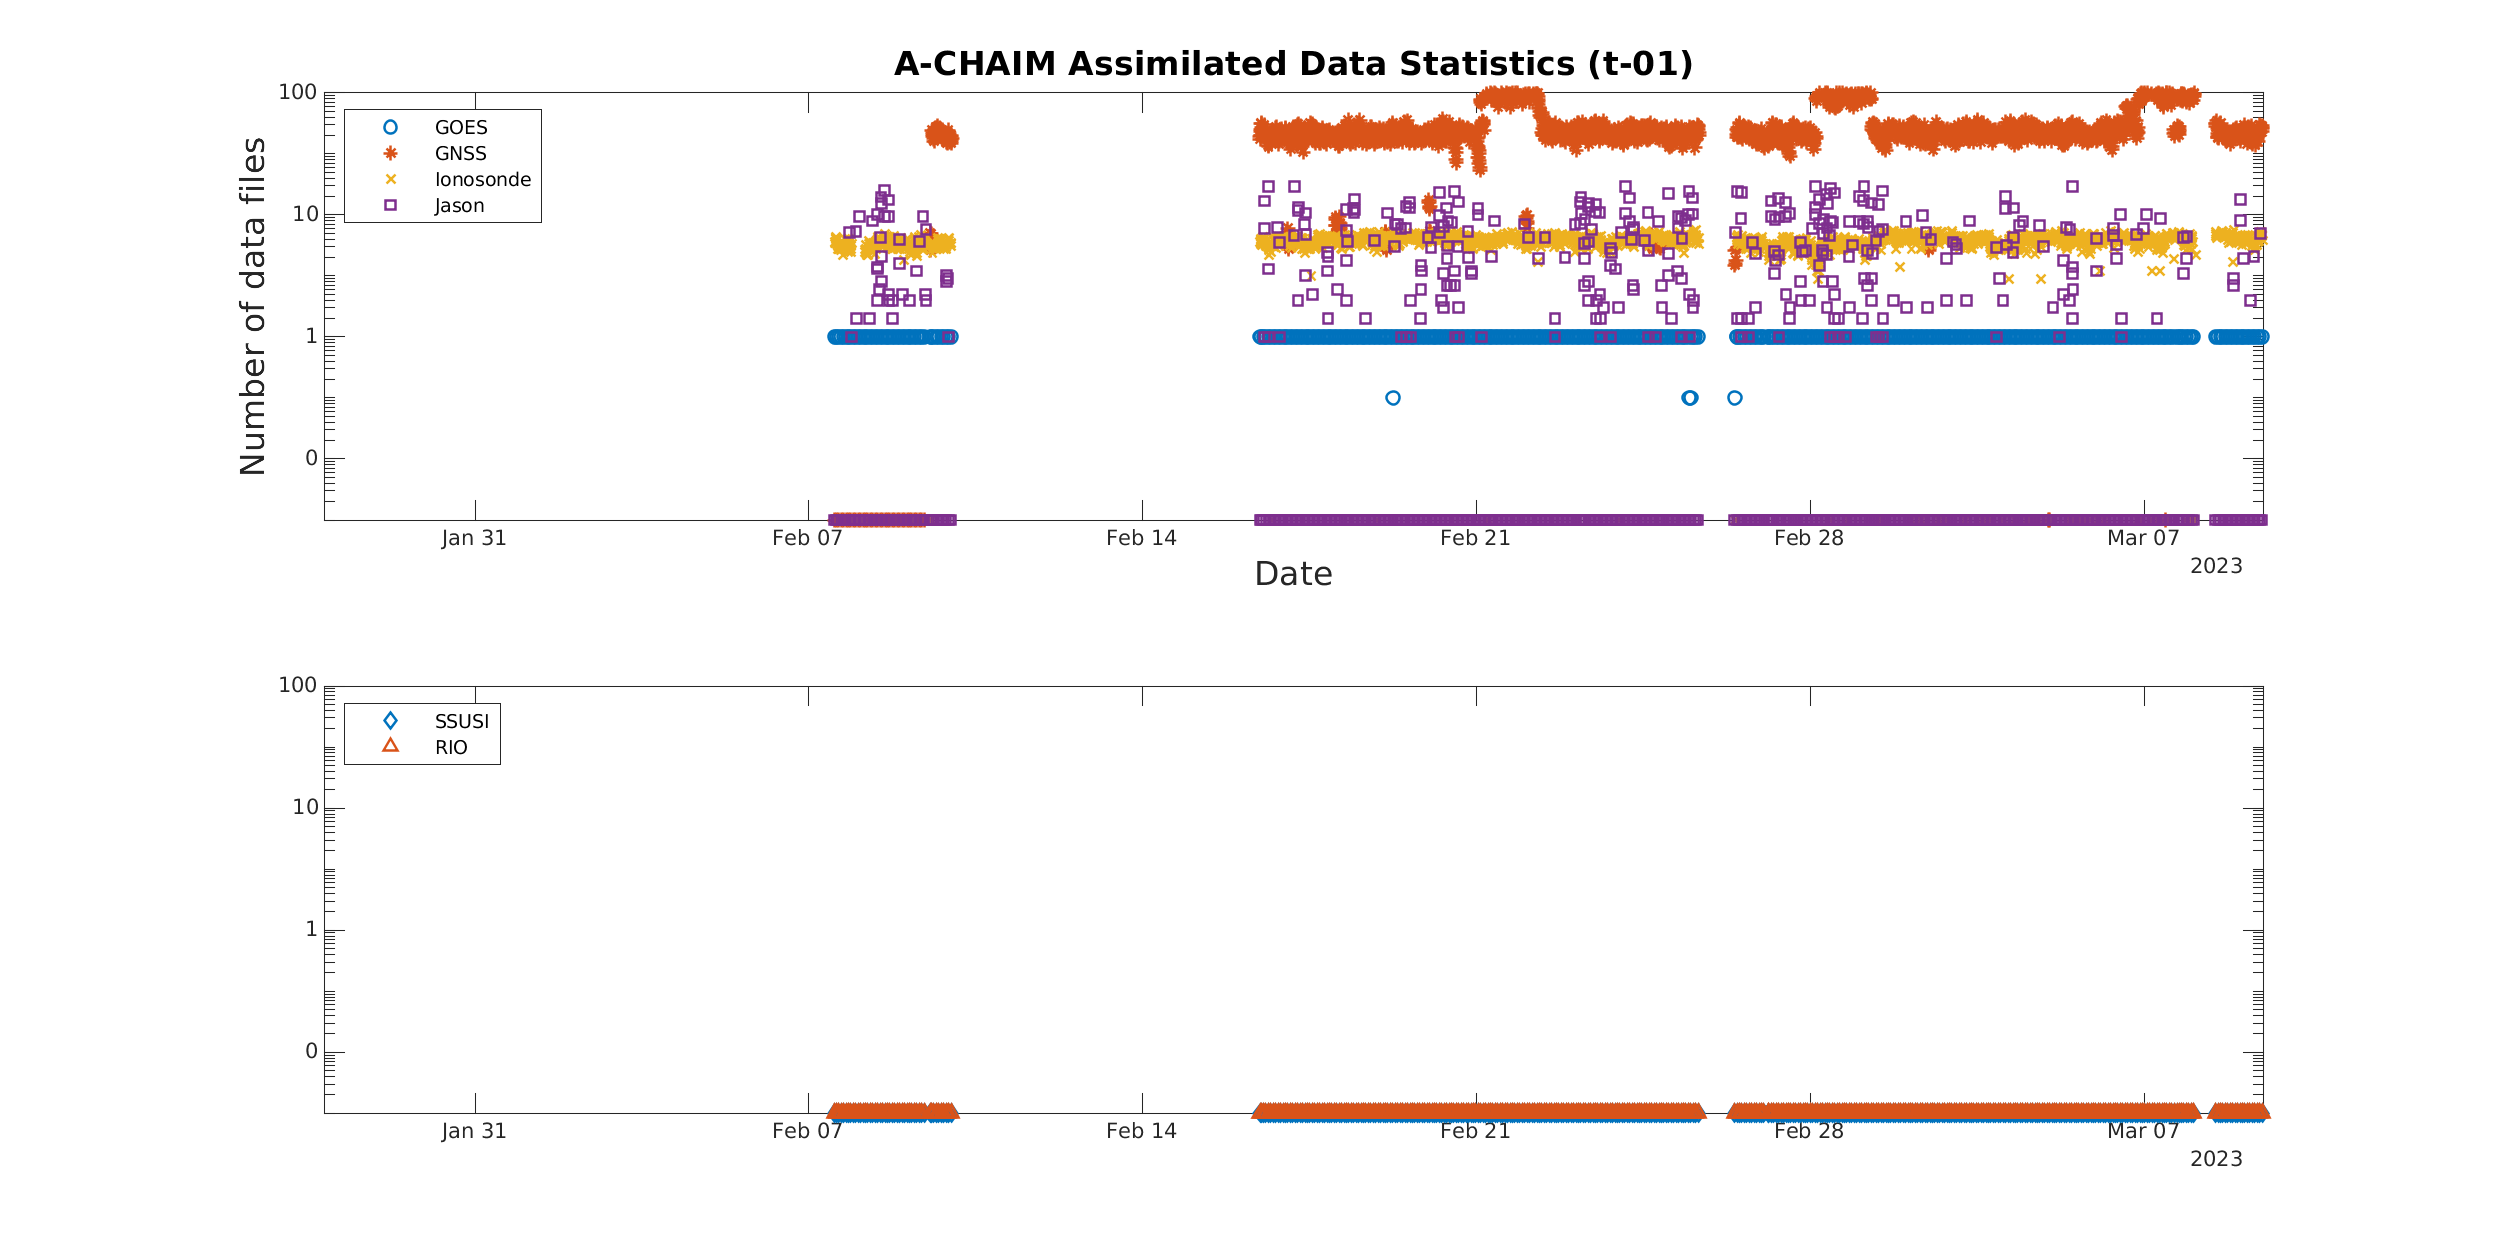 A-CHAIM Assimilated Data Statistics (t-01)
Number of data files
100
10
1
0
GOES
GNSS
Ionosonde
Jason
Jan 31
Feb 07
Feb 14
Feb 21
Feb 28
Mar 07
2023
Date
100
10
1
0
SSUSI
RIO
Jan 31
Feb 07
Feb 14
Feb 21
Feb 28
Mar 07
2023